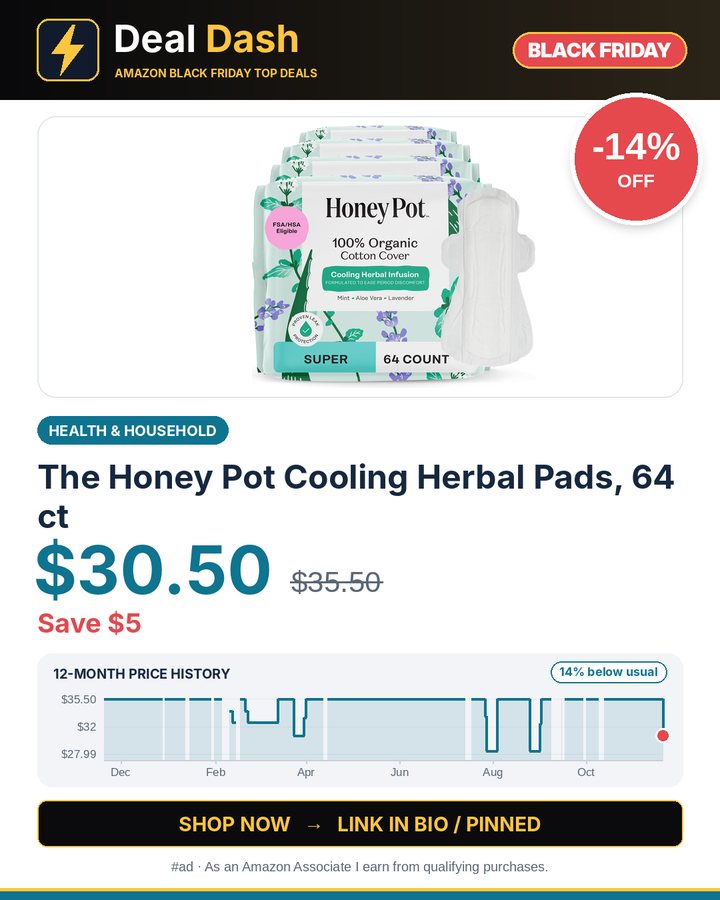 Deal Dash
AMAZON BLACK FRIDAY TOP DEALS
BLACK FRIDAY
-14%
OFF
FSA/HSA
Eligible
Honey Pot
100% Organic
Cotton Cover
Cooling Herbal Infusion
FORMULATED TO EASE PERIOD DISCOMFORT
Mint • Aloe Vera • Lavender
PROVEN LEAK
PROTECTION
SUPER
64 COUNT
HEALTH & HOUSEHOLD
The Honey Pot Cooling Herbal Pads, 64
ct
$30.50 $35.50
Save $5
12-MONTH PRICE HISTORY
14% below usual
$35.50
$32
$27.99
Dec Feb Apr Jun Aug Oct
SHOP NOW → LINK IN BIO / PINNED
#ad · As an Amazon Associate I earn from qualifying purchases.